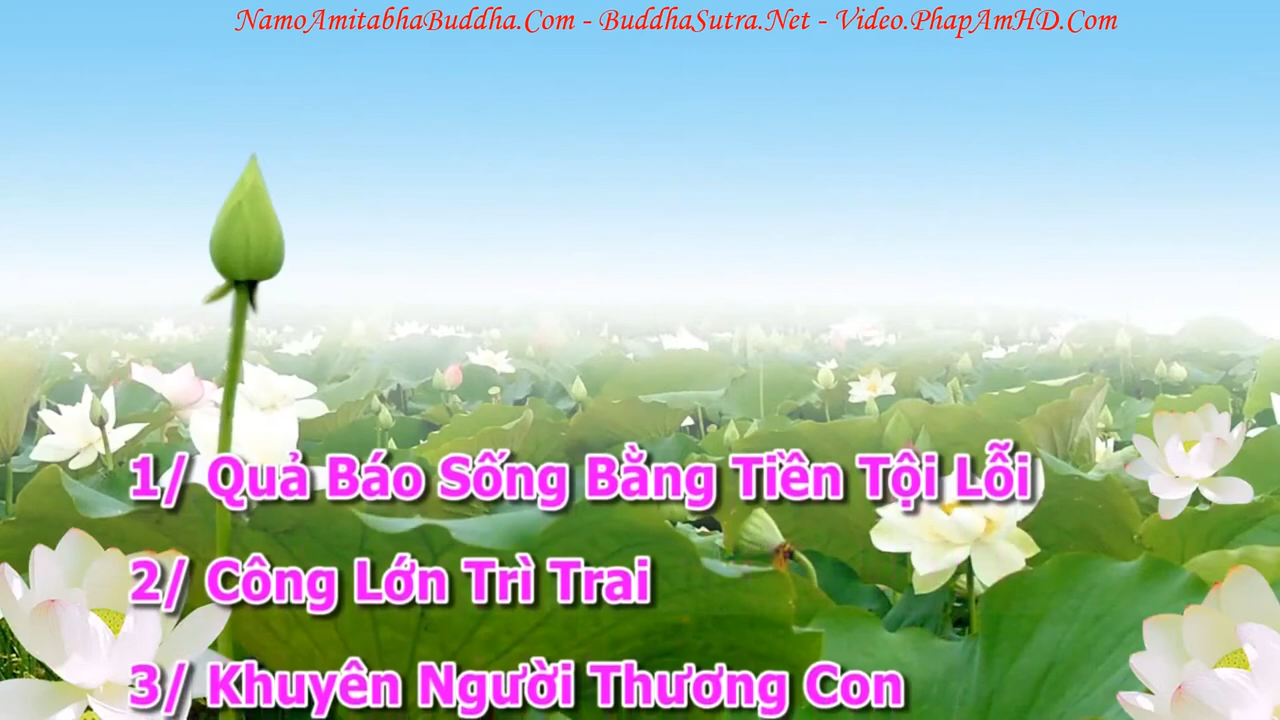 NamoAmitabhaBuddha.Com - BuddhaSutra.Net - Video.PhapAmHD.Com
1/ Quả Báo Sống Bằng Tiền Tội Lỗi
2/ Công Lớn Trì Trai
3/ Khuyên Người Thương Con